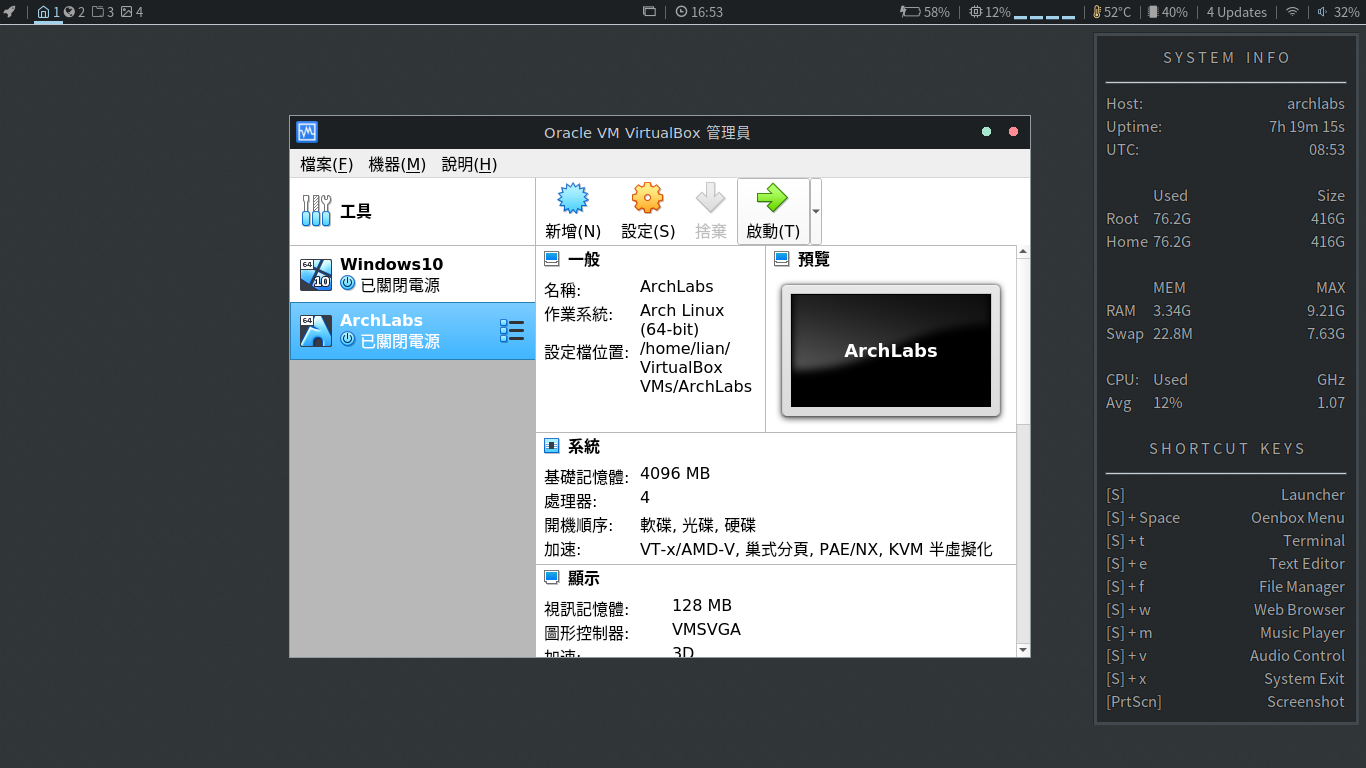 1 2 3 4
16:53
58% 12% 52°C 40% 4 Updates 32%
Oracle VM VirtualBox 管理員
檔案(F) 機器(M) 說明(H)
工具
新增(N) 設定(S) 捨棄 啟動(T)
64 10 Windows10
已關閉電源
64 ArchLabs
已關閉電源
一般
名稱: ArchLabs
作業系統: Arch Linux
(64-bit)
設定檔位置: /home/lian/
VirtualBox
VMs/ArchLabs
預覽
ArchLabs
系統
基礎記憶體: 4096 MB
處理器: 4
開機順序: 軟碟, 光碟, 硬碟
加速: VT-x/AMD-V, 巢式分頁, PAE/NX, KVM 半虛擬化
顯示
視訊記憶體: 128 MB
圖形控制器: VMSVGA
加速: 3D
SYSTEM INFO
Host: archlabs
Uptime: 7h 19m 15s
UTC: 08:53
Used Size
Root 76.2G 416G
Home 76.2G 416G
MEM MAX
RAM 3.34G 9.21G
Swap 22.8M 7.63G
CPU: Used GHz
Avg 12% 1.07
SHORTCUT KEYS
[S] Launcher
[S] + Space Oenbox Menu
[S] + t Terminal
[S] + e Text Editor
[S] + f File Manager
[S] + w Web Browser
[S] + m Music Player
[S] + v Audio Control
[S] + x System Exit
[PrtScn] Screenshot